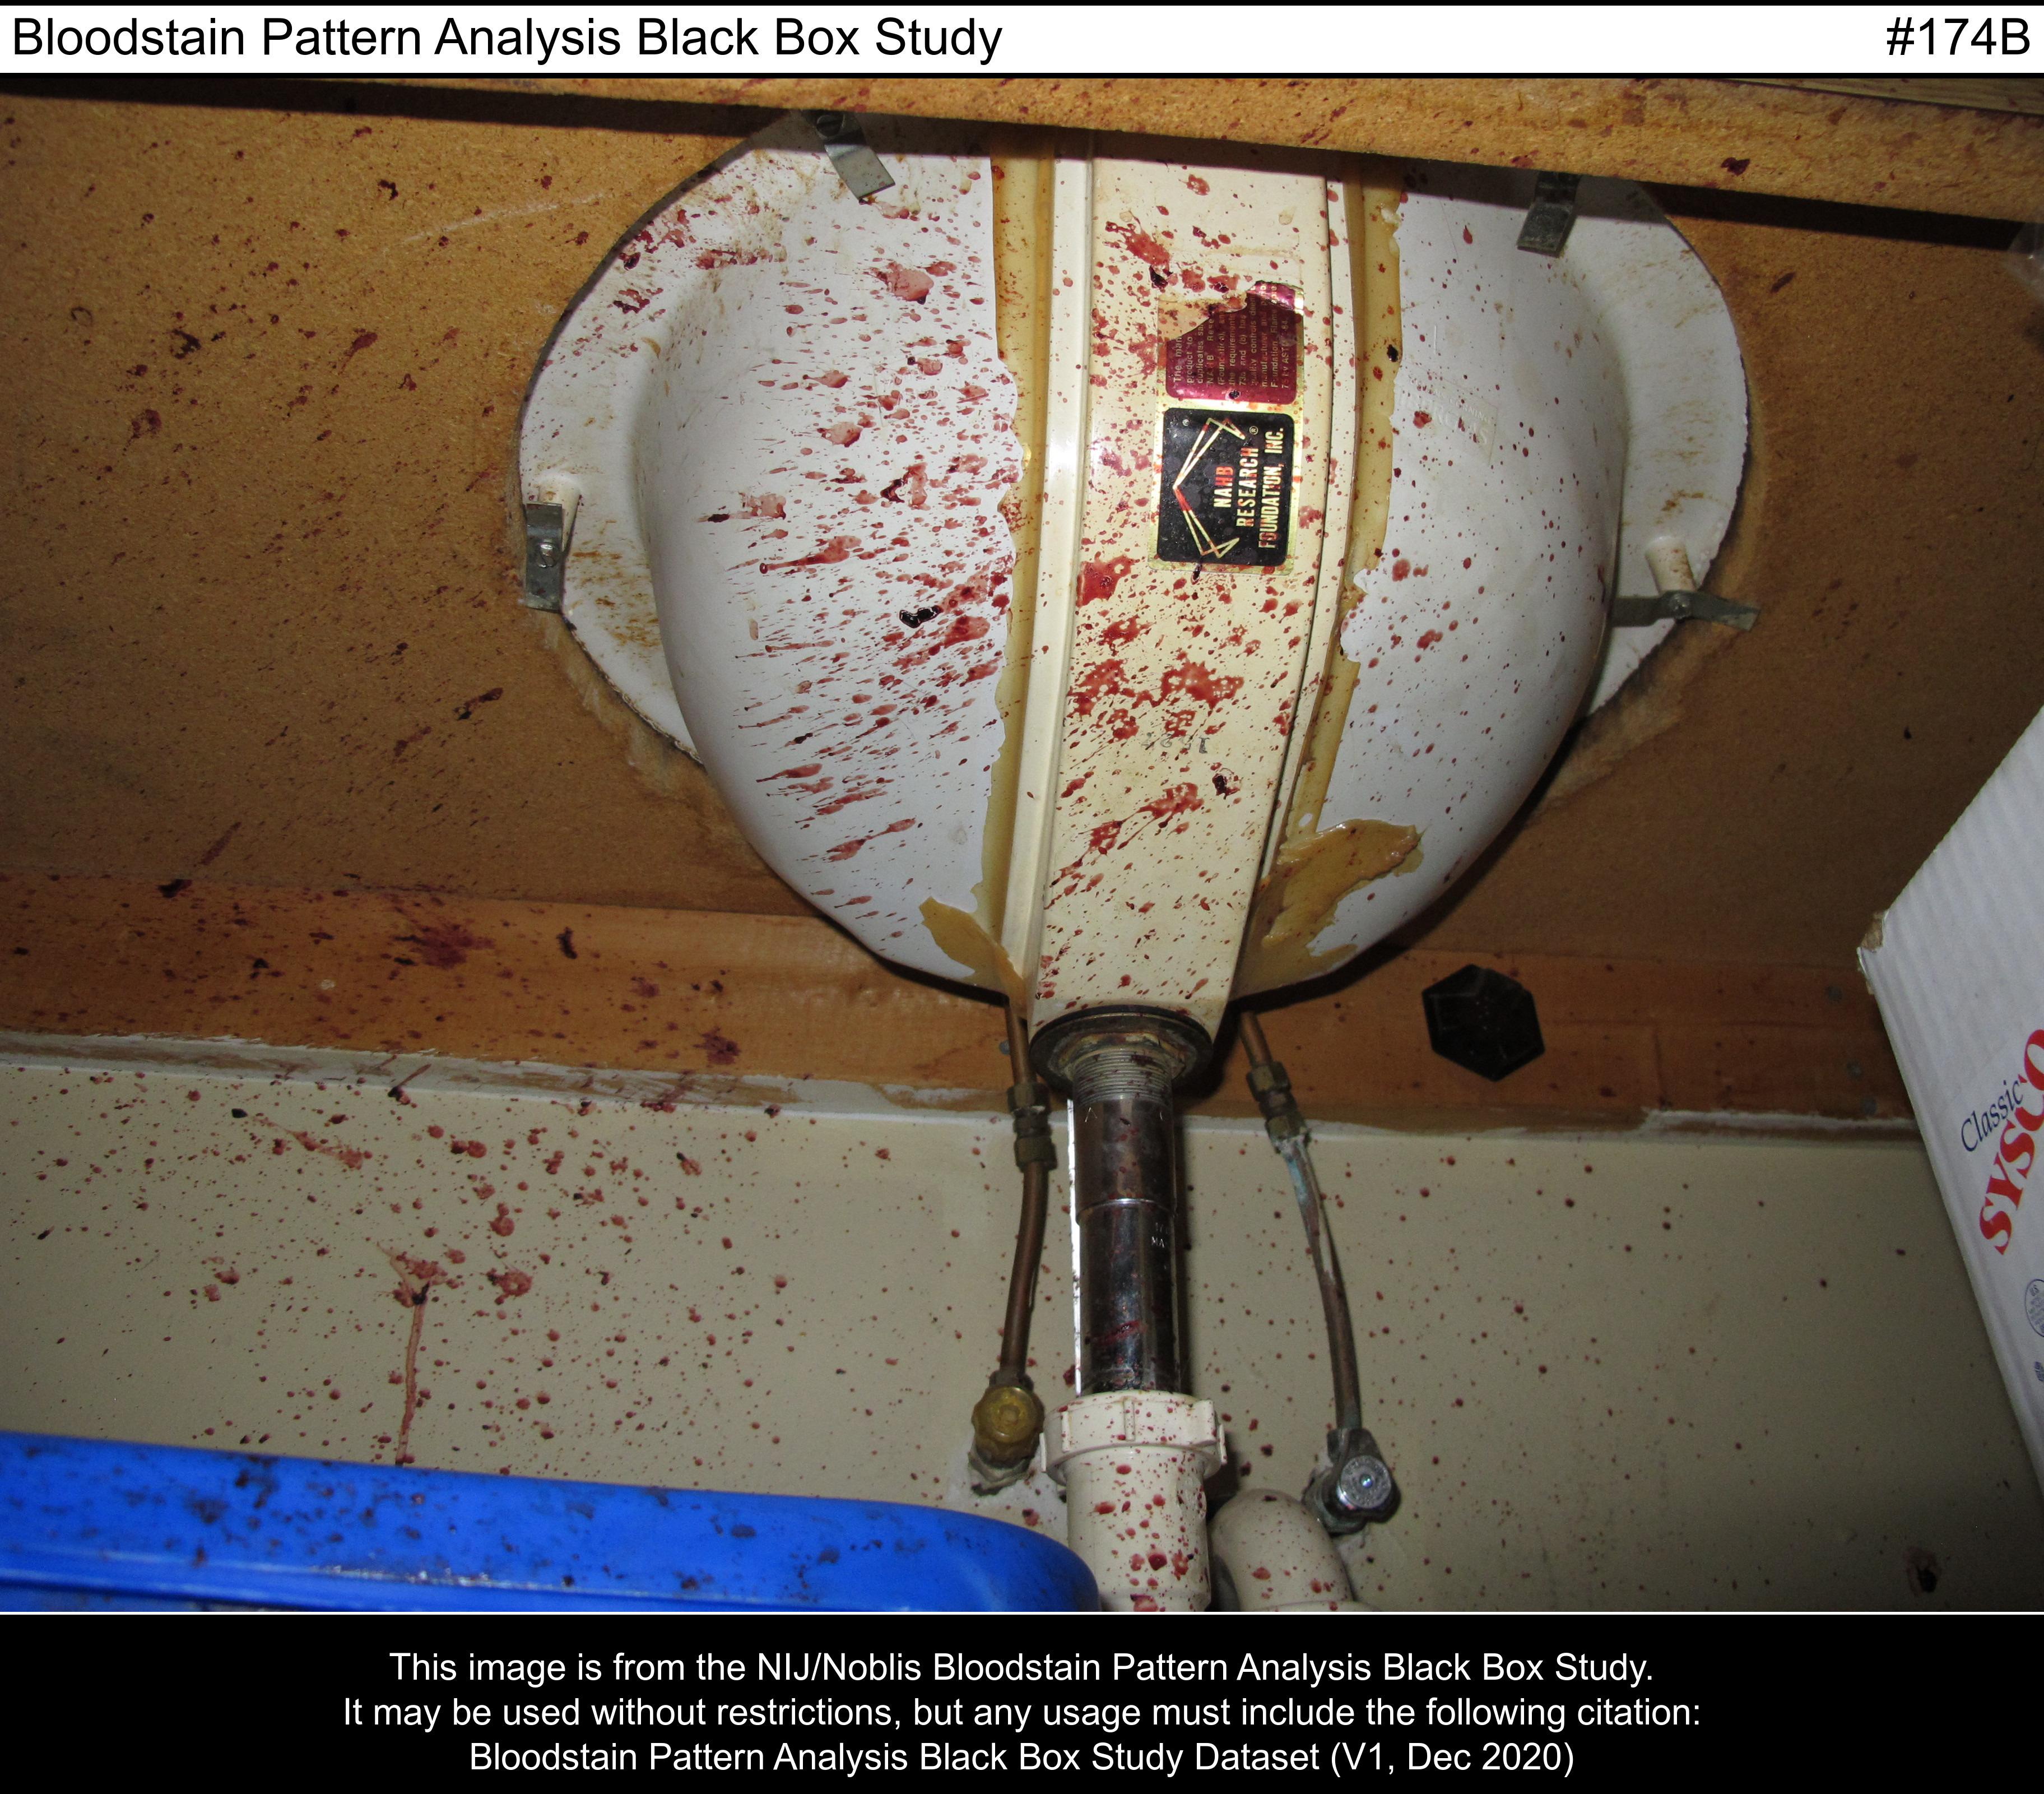 Bloodstain Pattern Analysis Black Box Study #174B
NAHB
RESEARCH
FOUNDATION, INC.
®
Classic
SYSCO
This image is from the NIJ/Noblis Bloodstain Pattern Analysis Black Box Study.
It may be used without restrictions, but any usage must include the following citation:
Bloodstain Pattern Analysis Black Box Study Dataset (V1, Dec 2020)